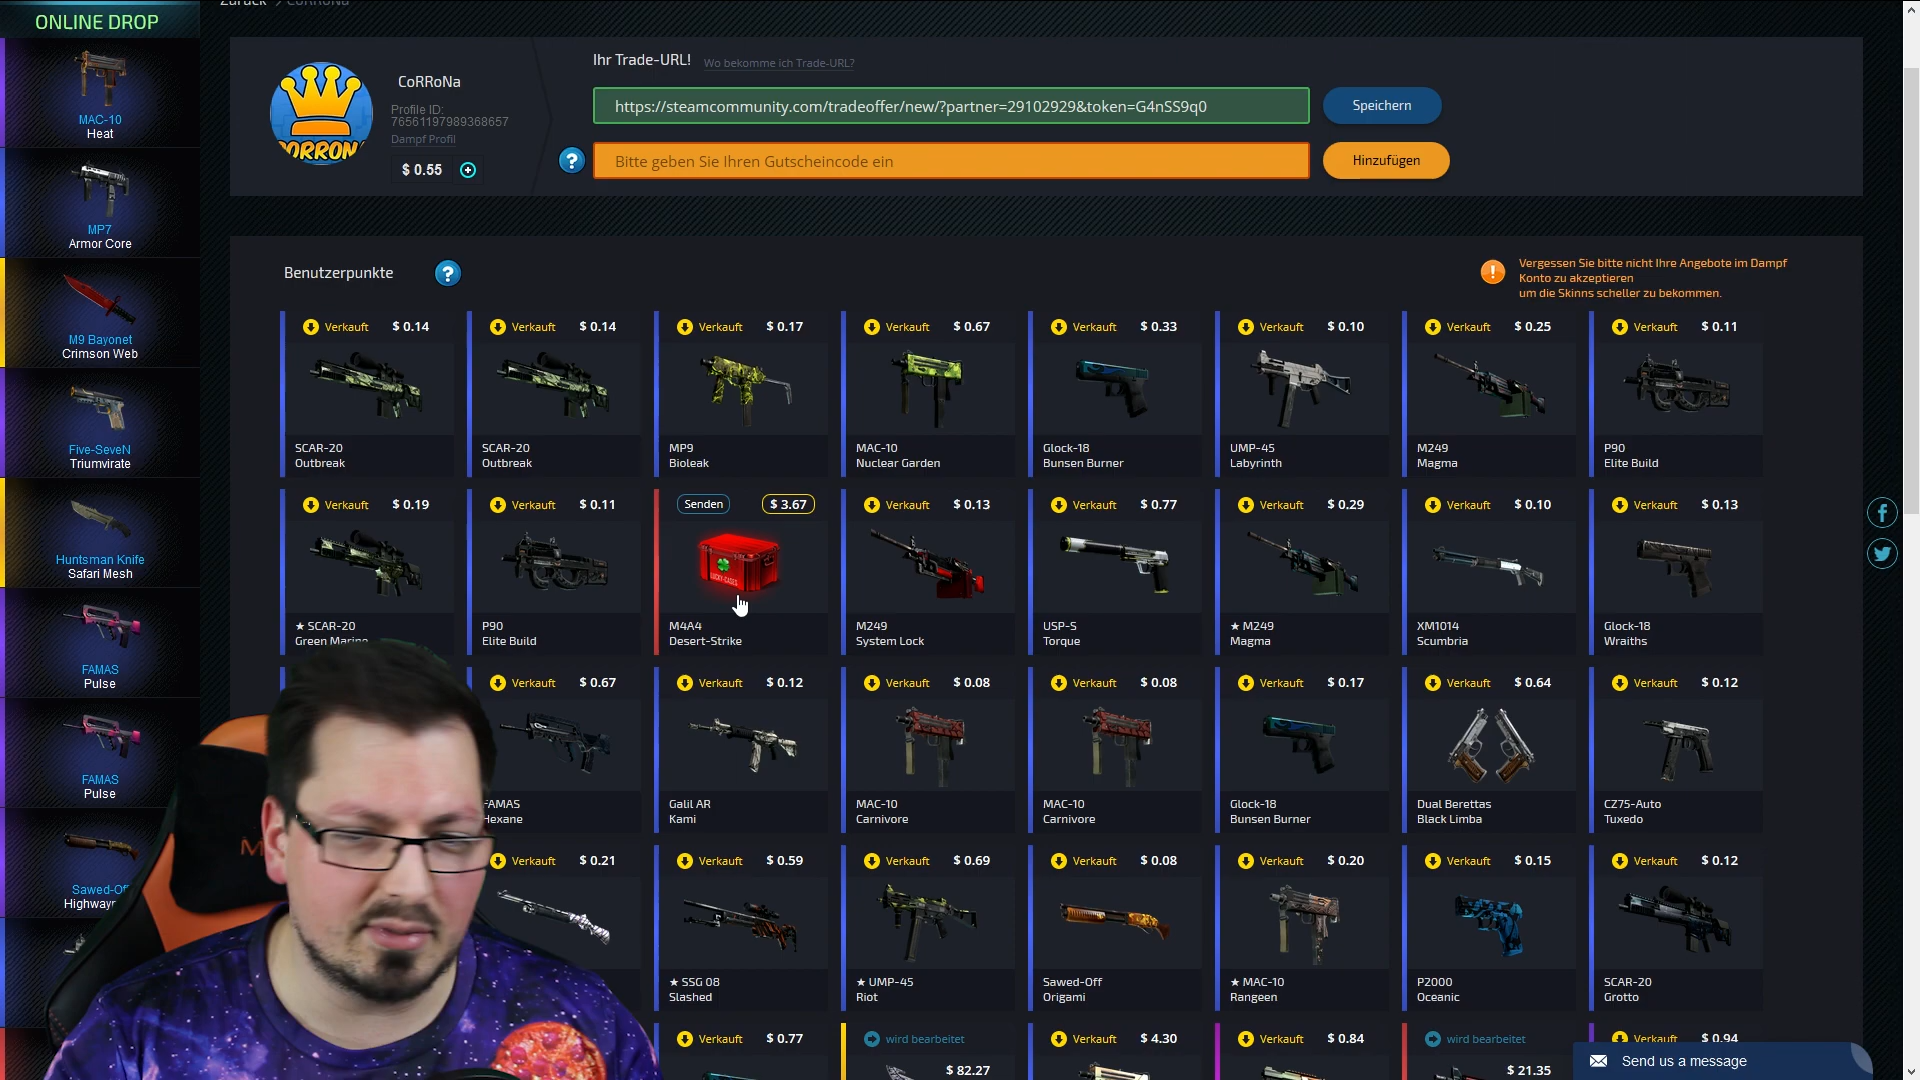 Zurück > CoRRoNa
ONLINE DROP
MAC-10
Heat
MP7
Armor Core
M9 Bayonet
Crimson Web
Five-SeveN
Triumvirate
Huntsman Knife
Safari Mesh
FAMAS
Pulse
FAMAS
Pulse
Sawed-Of
Highway
CORRON
CoRRoNa
Profile ID:
76561197989368657
Dampf Profil
$ 0.55
Ihr Trade-URL! Wo bekomme ich Trade-URL?
https://steamcommunity.com/tradeoffer/new/?partner=29102929&token=G4nSS9q0
Speichern
? Bitte geben Sie Ihren Gutscheincode ein
Hinzufügen
Benutzerpunkte ?
! Vergessen Sie bitte nicht Ihre Angebote im Dampf
Konto zu akzeptieren
um die Skinns scheller zu bekommen.
Verkauft $ 0.14
SCAR-20
Outbreak
Verkauft $ 0.14
SCAR-20
Outbreak
Verkauft $ 0.17
MP9
Bioleak
Verkauft $ 0.67
MAC-10
Nuclear Garden
Verkauft $ 0.33
Glock-18
Bunsen Burner
Verkauft $ 0.10
UMP-45
Labyrinth
Verkauft $ 0.25
M249
Magma
Verkauft $ 0.11
P90
Elite Build
Verkauft $ 0.19
★ SCAR-20
Green Marine
Verkauft $ 0.11
P90
Elite Build
Senden $ 3.67
LUCKY-CASES
M4A4
Desert-Strike
Verkauft $ 0.13
M249
System Lock
Verkauft $ 0.77
USP-S
Torque
Verkauft $ 0.29
★ M249
Magma
Verkauft $ 0.10
XM1014
Scumbria
Verkauft $ 0.13
Glock-18
Wraiths
Verkauft $ 0.67
FAMAS
Hexane
Verkauft $ 0.12
Galil AR
Kami
Verkauft $ 0.08
MAC-10
Carnivore
Verkauft $ 0.08
MAC-10
Carnivore
Verkauft $ 0.17
Glock-18
Bunsen Burner
Verkauft $ 0.64
Dual Berettas
Black Limba
Verkauft $ 0.12
CZ75-Auto
Tuxedo
Verkauft $ 0.21
Verkauft $ 0.59
★ SSG 08
Slashed
Verkauft $ 0.69
★ UMP-45
Riot
Verkauft $ 0.08
Sawed-Off
Origami
Verkauft $ 0.20
★ MAC-10
Rangeen
Verkauft $ 0.15
P2000
Oceanic
Verkauft $ 0.12
SCAR-20
Grotto
Verkauft $ 0.77
wird bearbeitet
$ 82.27
Verkauft $ 4.30
Verkauft $ 0.84
wird bearbeitet
$ 21.35
Verkauft $ 0.94
Send us a message